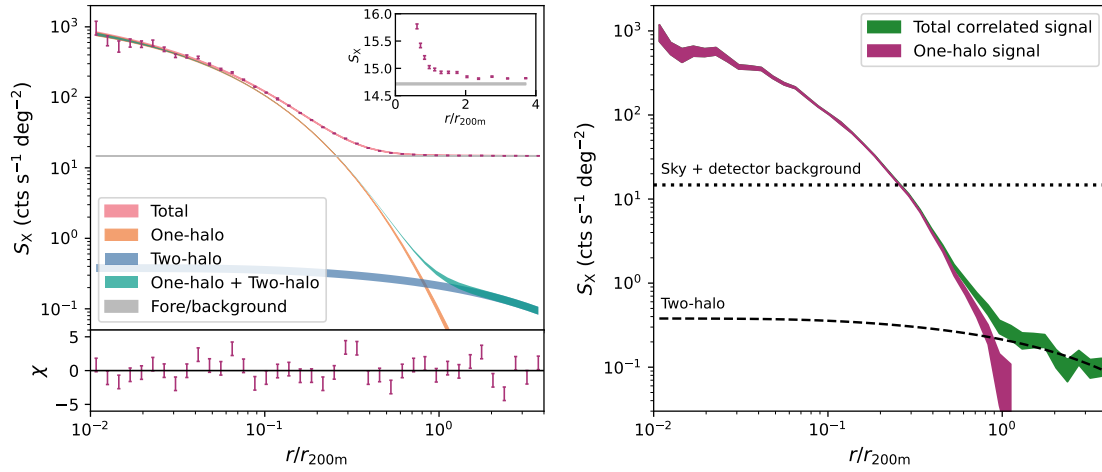 10³
10²
10¹
10⁰
10⁻¹
S_X (cts s⁻¹ deg⁻²)
16.0
15.5
15.0
14.5
S_X
0
2
4
r/r₂₀₀ₘ
Total
One-halo
Two-halo
One-halo + Two-halo
Fore/background
5
0
−5
χ
10⁻²
10⁻¹
10⁰
r/r₂₀₀ₘ
10³
10²
10¹
10⁰
10⁻¹
S_X (cts s⁻¹ deg⁻²)
Total correlated signal
One-halo signal
Sky + detector background
Two-halo
10⁻²
10⁻¹
10⁰
r/r₂₀₀ₘ